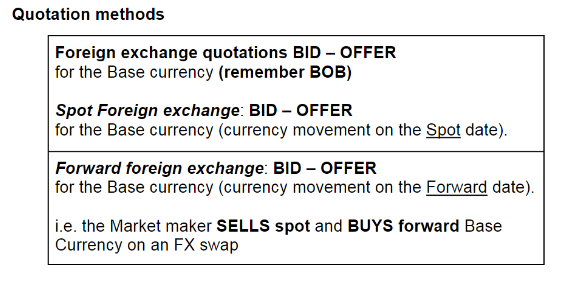 Quotation methods
Foreign exchange quotations BID – OFFER
for the Base currency (remember BOB)
Spot Foreign exchange: BID – OFFER
for the Base currency (currency movement on the Spot date).
Forward foreign exchange: BID – OFFER
for the Base currency (currency movement on the Forward date).
i.e. the Market maker SELLS spot and BUYS forward Base
Currency on an FX swap